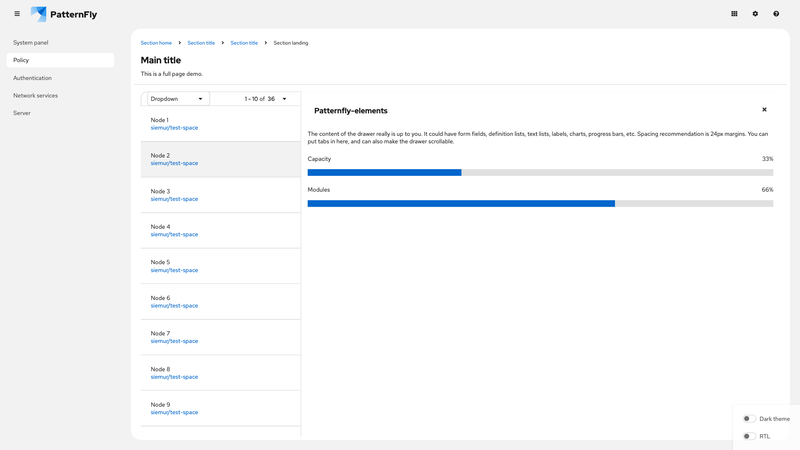 PatternFly
System panel
Policy
Authentication
Network services
Server
Section home
Section title
Section title
Section landing
Main title
This is a full page demo.
Dropdown
1 - 10 of 36
Node 1
siemur/test-space
Node 2
siemur/test-space
Node 3
siemur/test-space
Node 4
siemur/test-space
Node 5
siemur/test-space
Node 6
siemur/test-space
Node 7
siemur/test-space
Node 8
siemur/test-space
Node 9
siemur/test-space
Patternfly-elements
The content of the drawer really is up to you. It could have form fields, definition lists, text lists, labels, charts, progress bars, etc. Spacing recommendation is 24px margins. You can
put tabs in here, and can also make the drawer scrollable.
Capacity 33%
Modules 66%
Dark theme
RTL